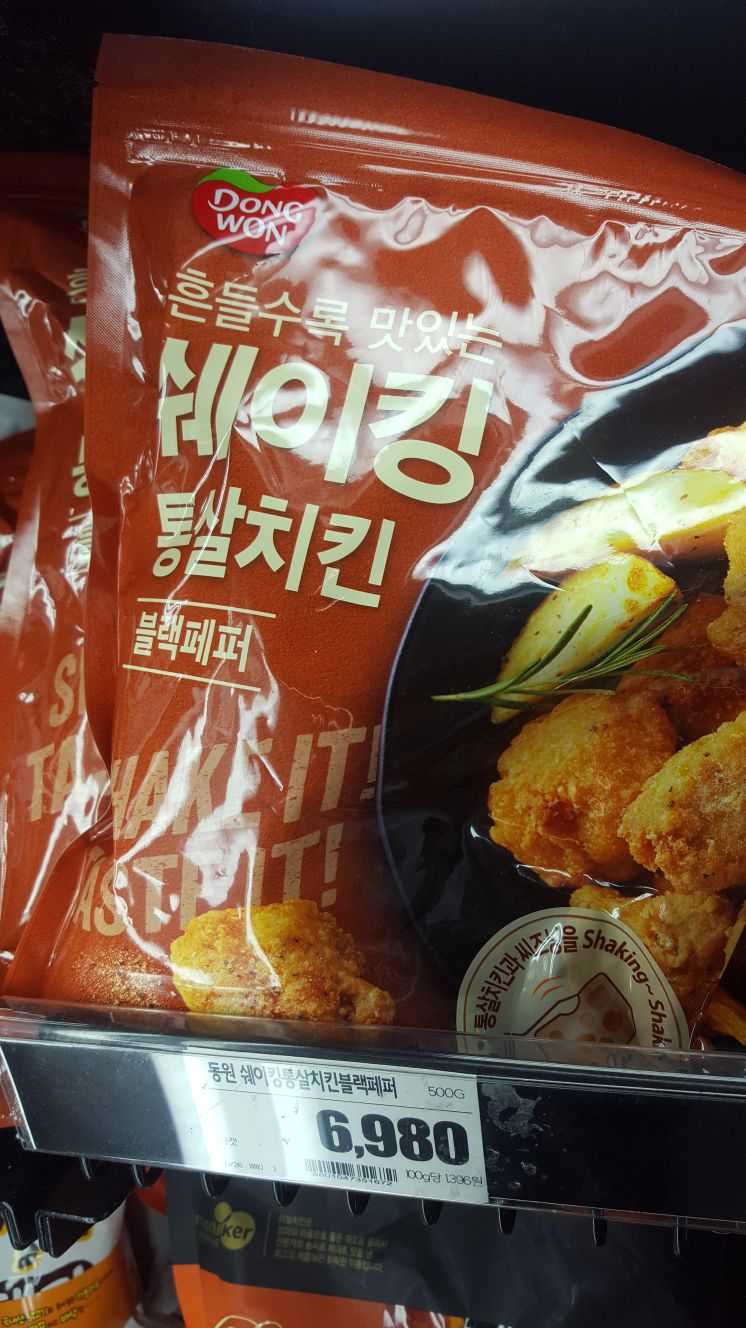 DONG
WON
흔들수록 맛있는
쉐이킹
통살치킨
블랙페퍼
SHAKE IT!
TASTE IT!
통살치킨과 씨즈닝을 Shaking~ Shak
동원 쉐이킹통살치킨블랙페퍼 500G
6,980
8801047351672
100g당 1,396원